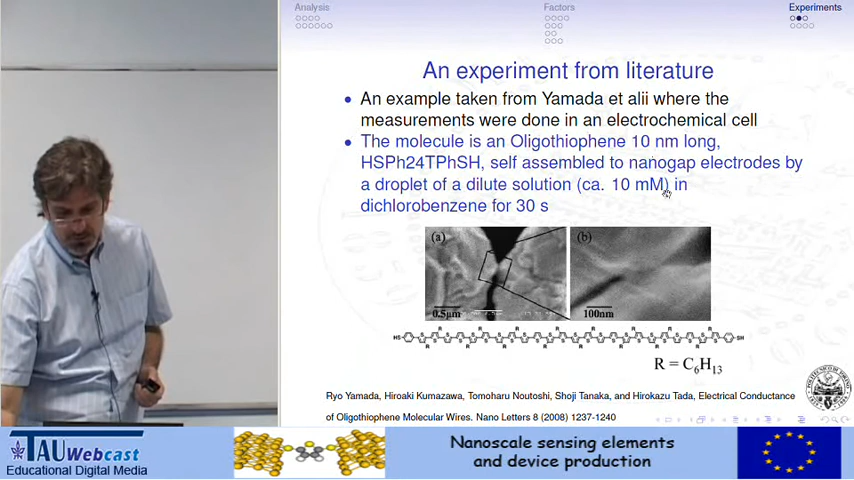 Analysis
Factors
Experiments
An experiment from literature
An example taken from Yamada et alii where the
measurements were done in an electrochemical cell
The molecule is an Oligothiophene 10 nm long,
HSPh24TPhSH, self assembled to nanogap electrodes by
a droplet of a dilute solution (ca. 10 mM) in
dichlorobenzene for 30 s
(a)
(b)
0.5μm
100nm
R = C6H13
Ryo Yamada, Hiroaki Kumazawa, Tomoharu Noutoshi, Shoji Tanaka, and Hirokazu Tada, Electrical Conductance
of Oligothiophene Molecular Wires. Nano Letters 8 (2008) 1237-1240
TAU Webcast
Educational Digital Media
Nanoscale sensing elements
and device production